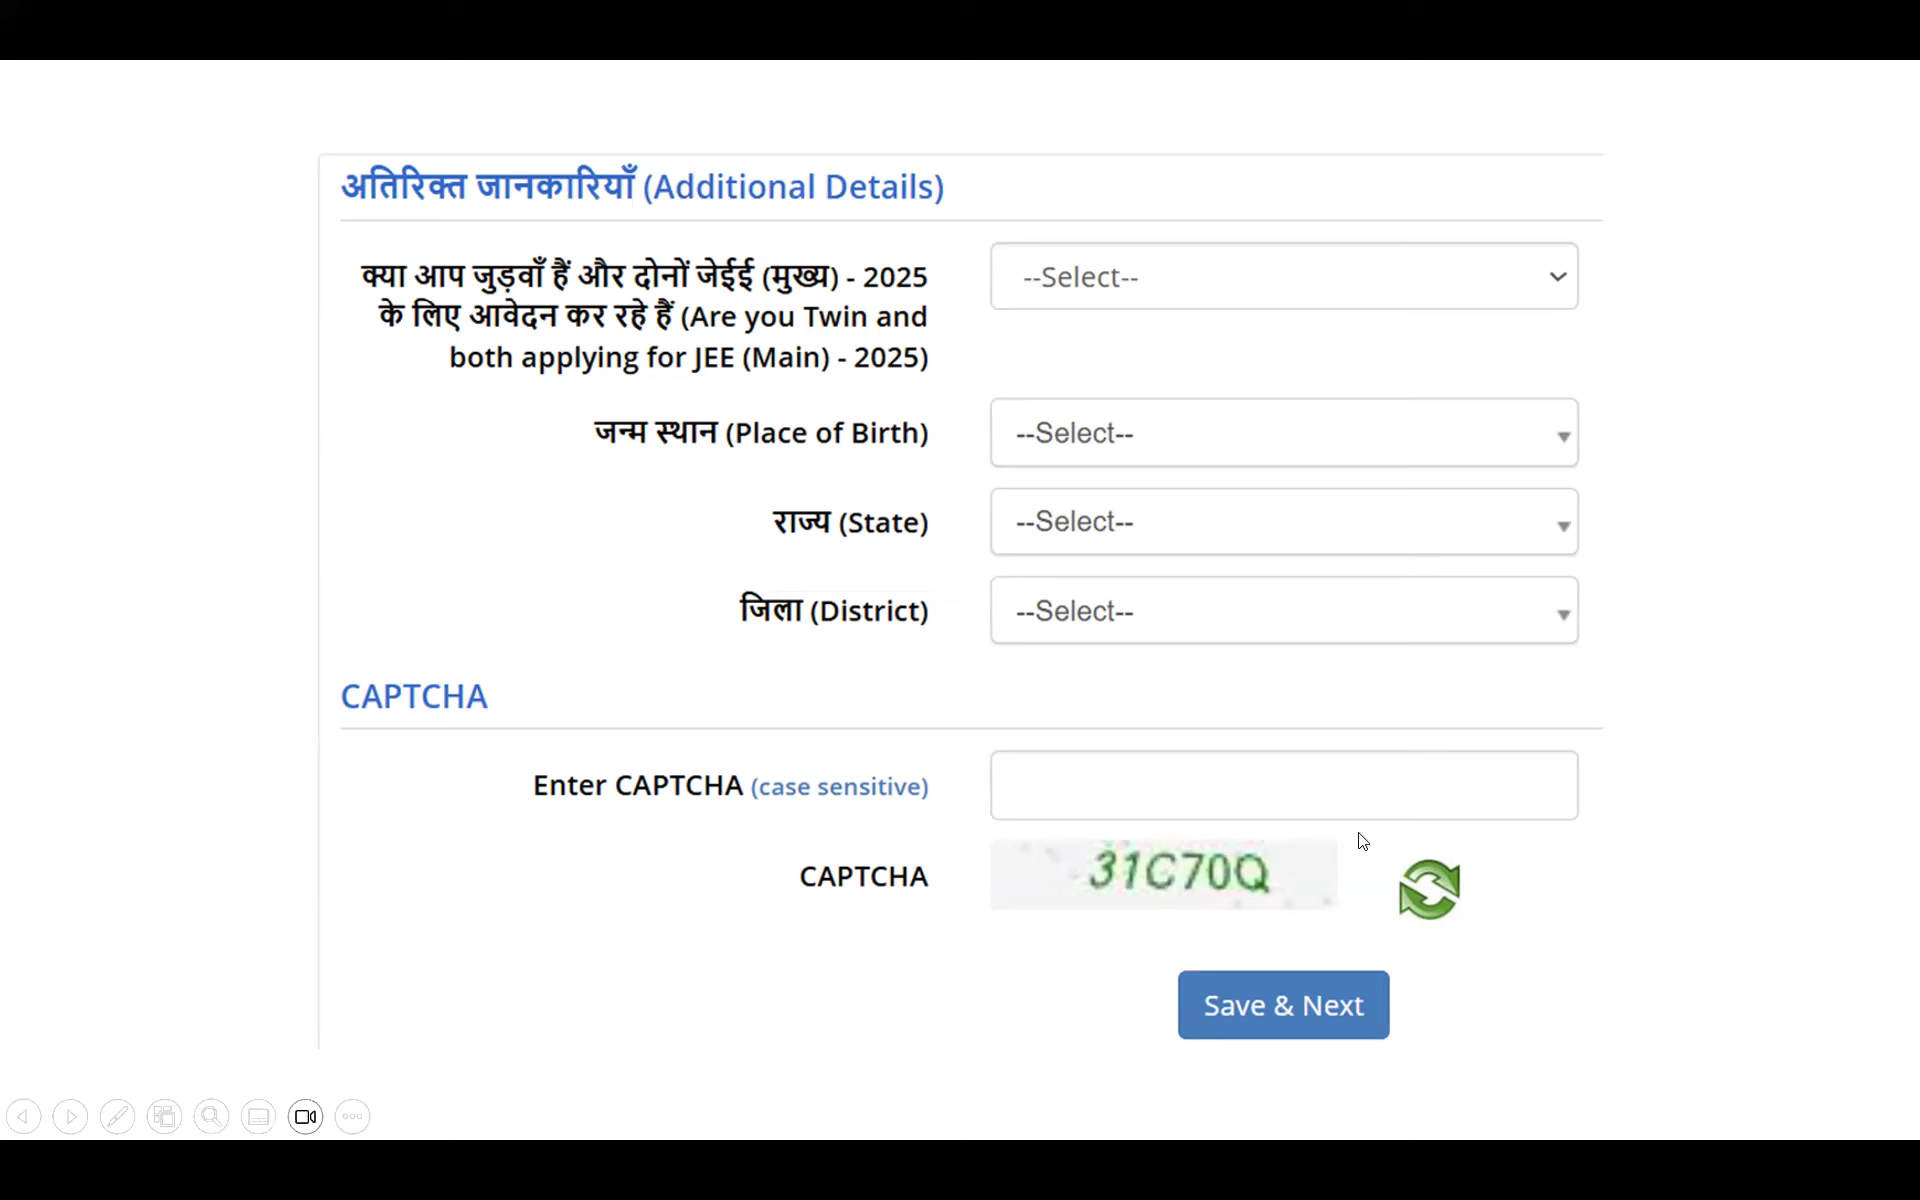 अतिरिक्त जानकारियाँ (Additional Details)
क्या आप जुड़वाँ हैं और दोनों जेईई (मुख्य) - 2025
--Select--
के लिए आवेदन कर रहे हैं (Are you Twin and
both applying for JEE (Main) - 2025)
जन्म स्थान (Place of Birth)
--Select--
राज्य (State)
--Select--
जिला (District)
--Select--
CAPTCHA
Enter CAPTCHA (case sensitive)
CAPTCHA
31C70Q
Save & Next